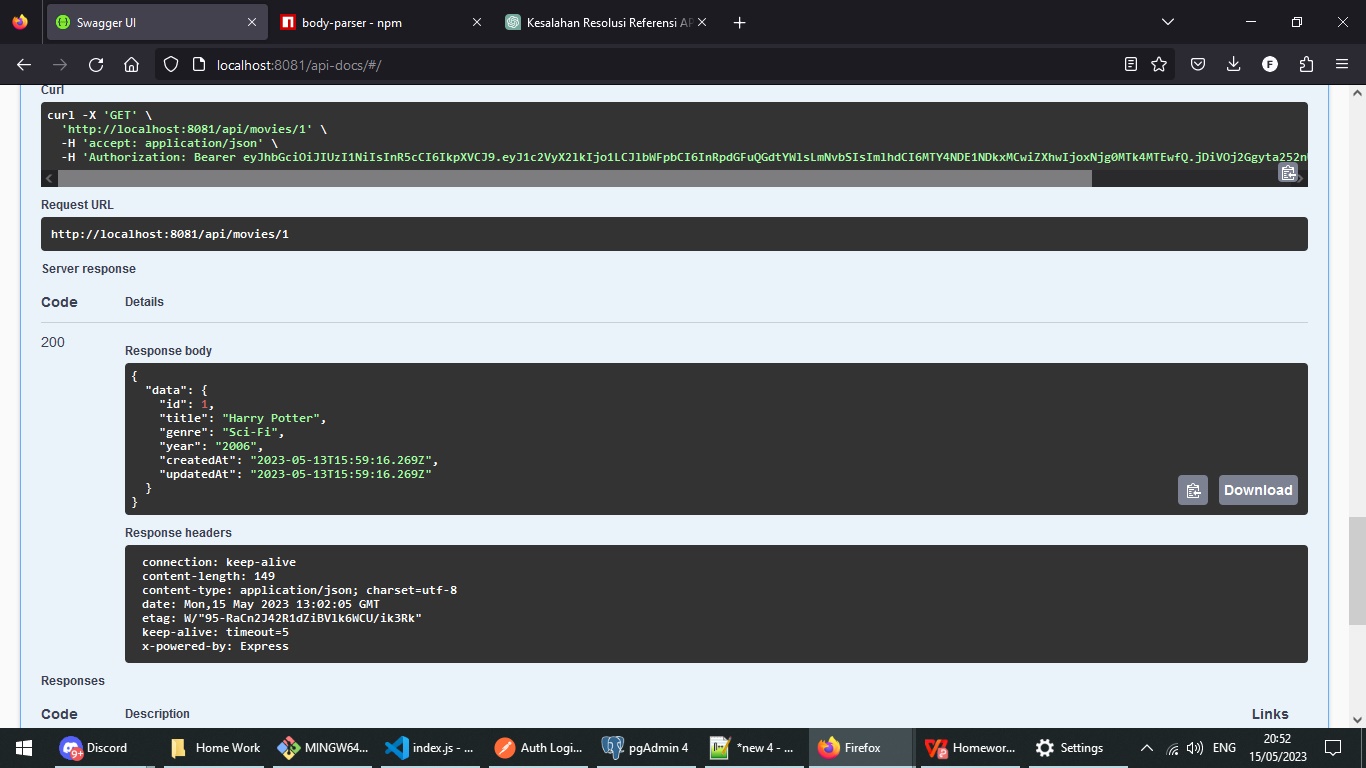 Swagger UI
body-parser - npm
Kesalahan Resolusi Referensi AP
localhost:8081/api-docs/#/
Curl
curl -X 'GET' \
'http://localhost:8081/api/movies/1' \
-H 'accept: application/json' \
-H 'Authorization: Bearer eyJhbGciOiJIUzI1NiIsInR5cCI6IkpXVCJ9.eyJ1c2VyX2lkIjo1LCJlbWFpbCI6InRpdGFuQGdtYWlsLmNvbSIsImlhdCI6MTY4NDE1NDkxMCwiZXhwIjoxNjg0MTk4MTEwfQ.jDiVOj2Ggyta252n
Request URL
http://localhost:8081/api/movies/1
Server response
Code Details
200
Response body
{
"data": {
"id": 1,
"title": "Harry Potter",
"genre": "Sci-Fi",
"year": "2006",
"createdAt": "2023-05-13T15:59:16.269Z",
"updatedAt": "2023-05-13T15:59:16.269Z"
}
}
Download
Response headers
connection: keep-alive
content-length: 149
content-type: application/json; charset=utf-8
date: Mon,15 May 2023 13:02:05 GMT
etag: W/"95-RaCn2J42R1dZiBVlk6WCU/ik3Rk"
keep-alive: timeout=5
x-powered-by: Express
Responses
Code Description Links
9+ Discord
Home Work
MINGW64...
index.js - ...
Auth Logi...
pgAdmin 4
*new 4 - ...
Firefox
Homewor...
Settings
ENG
20:52
15/05/2023